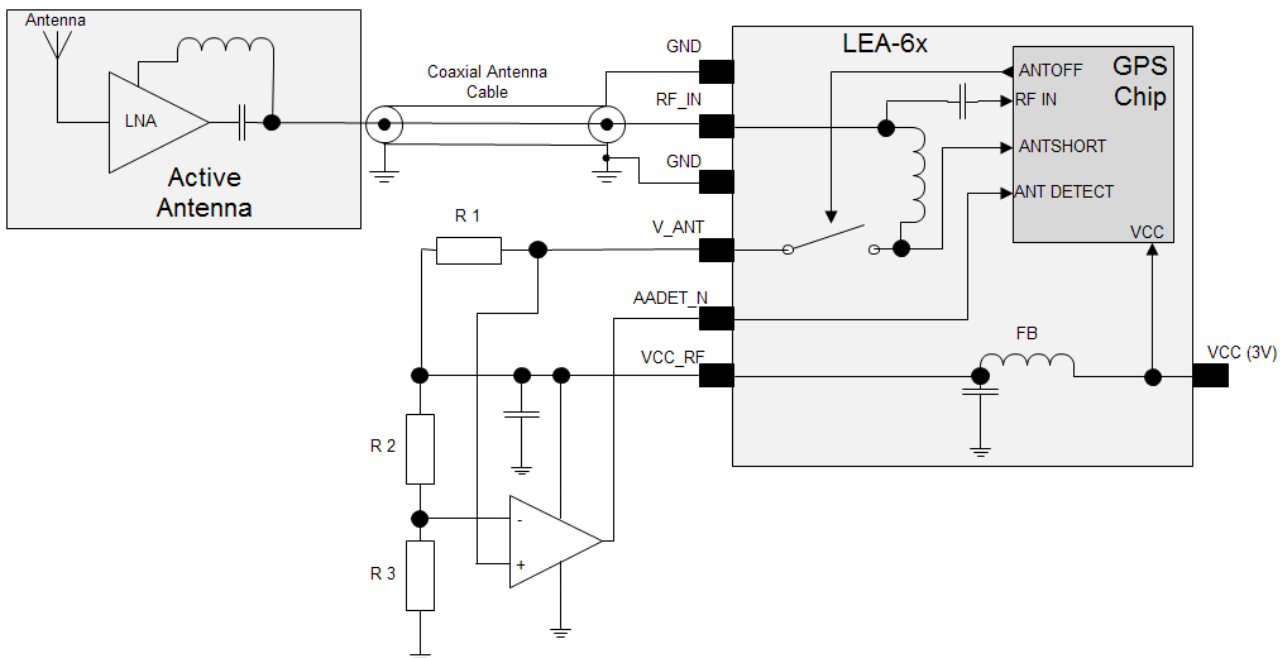 Antenna
LNA
Active
Antenna
Coaxial Antenna
Cable
GND
RF_IN
GND
V_ANT
AADET_N
VCC_RF
LEA-6x
GPS
Chip
ANTOFF
RF IN
ANTSHORT
ANT DETECT
VCC
FB
VCC (3V)
R 1
R 2
R 3
-
+